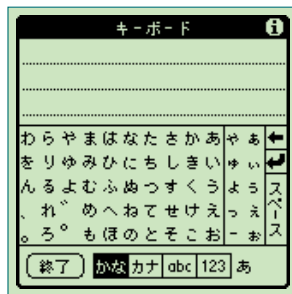 キーボード i
わ ら や ま は な た さ か あ ゃ ぁ ←
を り ゆ み ひ に ち し き い ゅ ぃ ↵
ん る よ む ふ ぬ つ す く う ょ ぅ スペース
、 れ ゛ め へ ね て せ け え っ ぇ
。 ろ ゜ も ほ の と そ こ お ー ぉ
終了 かな カナ abc 123 あ